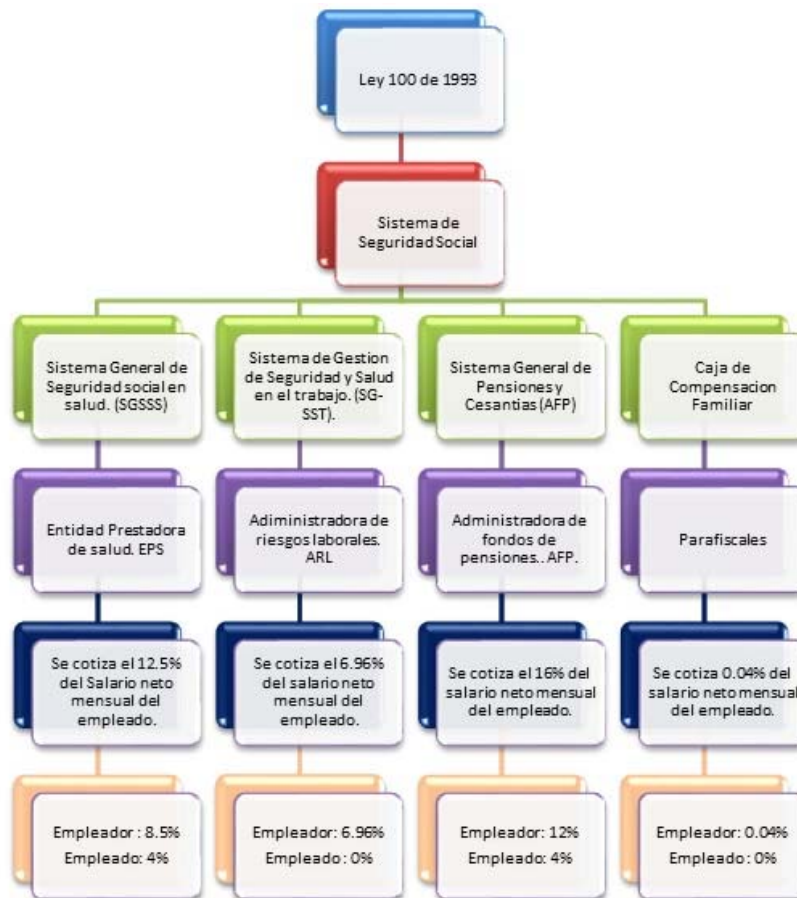 Ley 100 de 1993
Sistema de
Seguridad Social
Sistema General de
Seguridad social en
salud. (SGSSS)
Sistema de Gestion
de Seguridad y Salud
en el trabajo. (SG-
SST).
Sistema General de
Pensiones y
Cesantias (AFP)
Caja de
Compensacion
Familiar
Entidad Prestadora
de salud. EPS
Adiministradora de
riesgos laborales.
ARL
Administradora de
fondos de
pensiones.. AFP.
Parafiscales
Se cotiza el 12.5%
del Salario neto
mensual del
empleado.
Se cotiza el 6.96%
del salario neto
mensual del
empleado.
Se cotiza el 16% del
salario neto mensual
del empleado.
Se cotiza 0.04% del
salario neto mensual
del empleado.
Empleador : 8.5%
Empleado: 4%
Empleador: 6.96%
Empleado : 0%
Empleador: 12%
Empleado: 4%
Empleador: 0.04%
Empleado : 0%